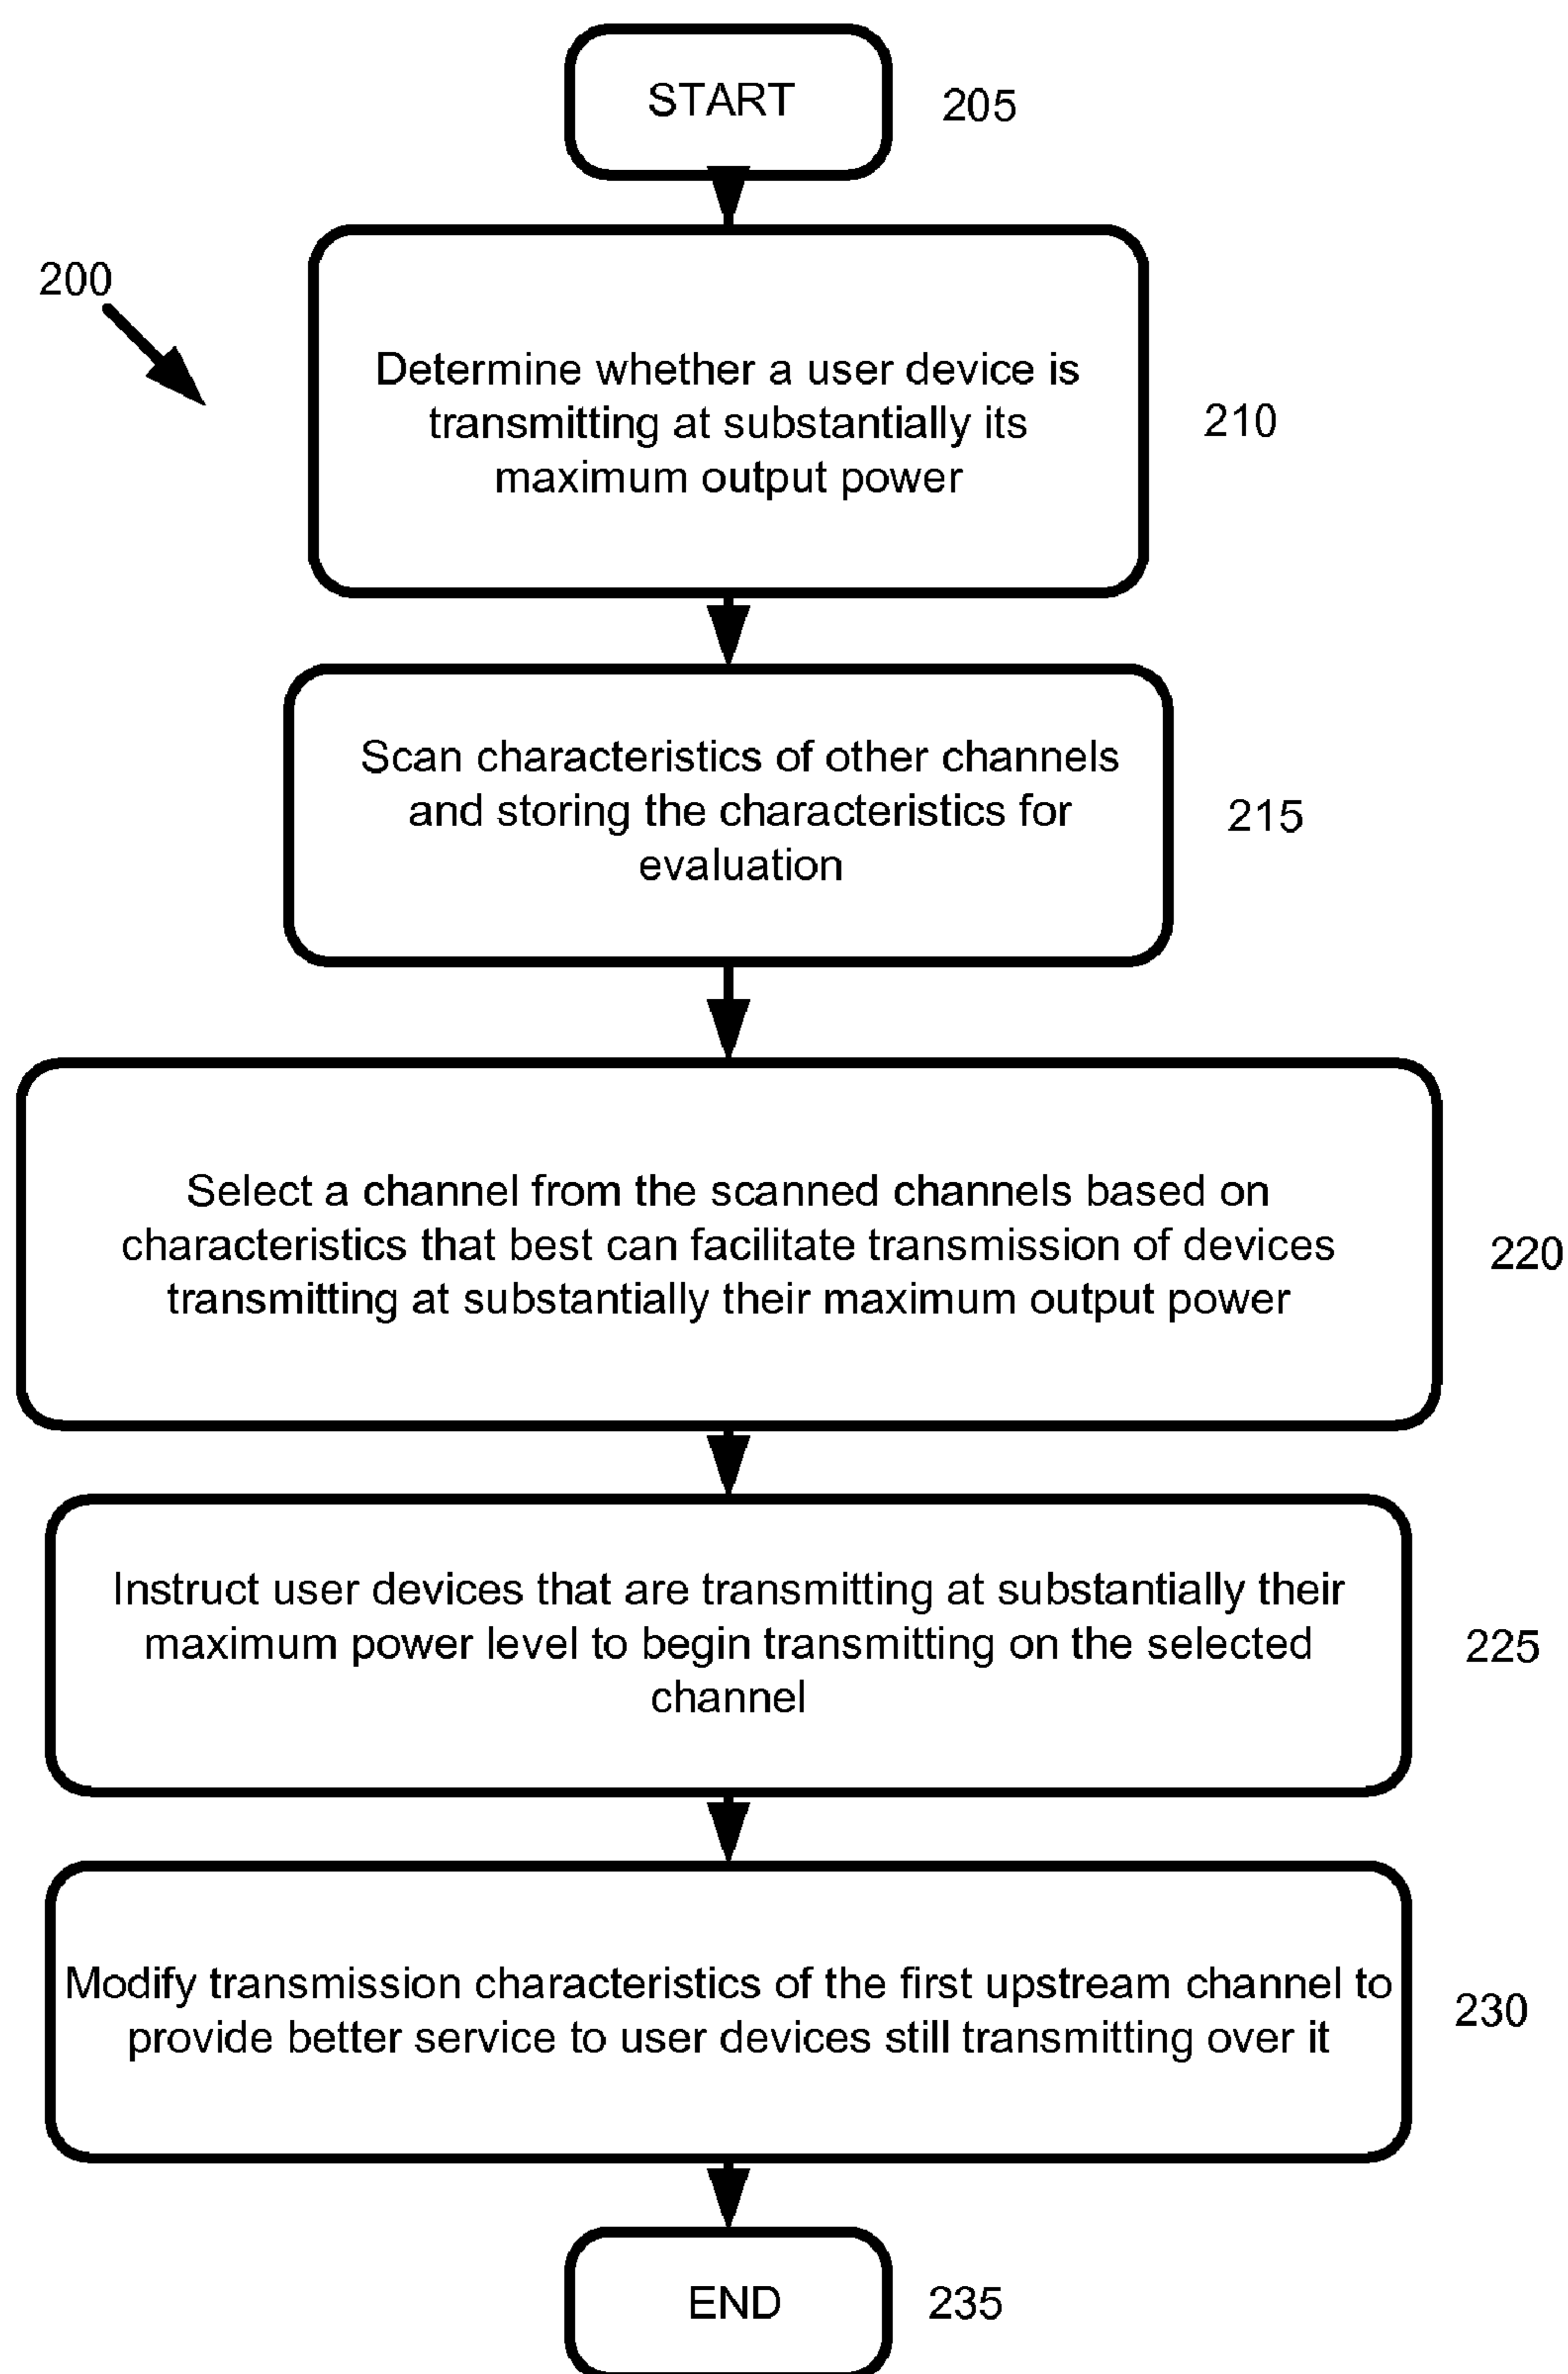 START
205
200
Determine whether a user device is
transmitting at substantially its
maximum output power
210
Scan characteristics of other channels
and storing the characteristics for
evaluation
215
Select a channel from the scanned channels based on
characteristics that best can facilitate transmission of devices
transmitting at substantially their maximum output power
220
Instruct user devices that are transmitting at substantially their
maximum power level to begin transmitting on the selected
channel
225
Modify transmission characteristics of the first upstream channel to
provide better service to user devices still transmitting over it
230
END
235